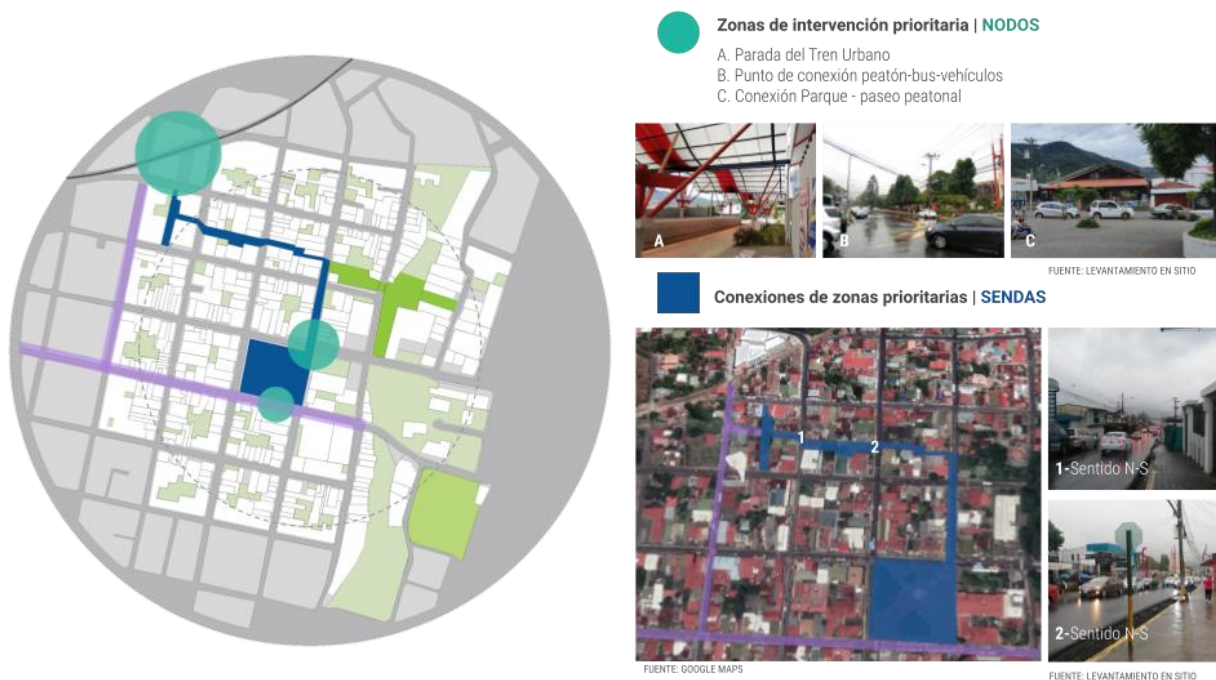 Zonas de intervención prioritaria | NODOS
A. Parada del Tren Urbano
B. Punto de conexión peatón-bus-vehículos
C. Conexión Parque - paseo peatonal
A
B
C
FUENTE: LEVANTAMIENTO EN SITIO
Conexiones de zonas prioritarias | SENDAS
1
2
1-Sentido N-S
2-Sentido N-S
FUENTE: GOOGLE MAPS
FUENTE: LEVANTAMIENTO EN SITIO